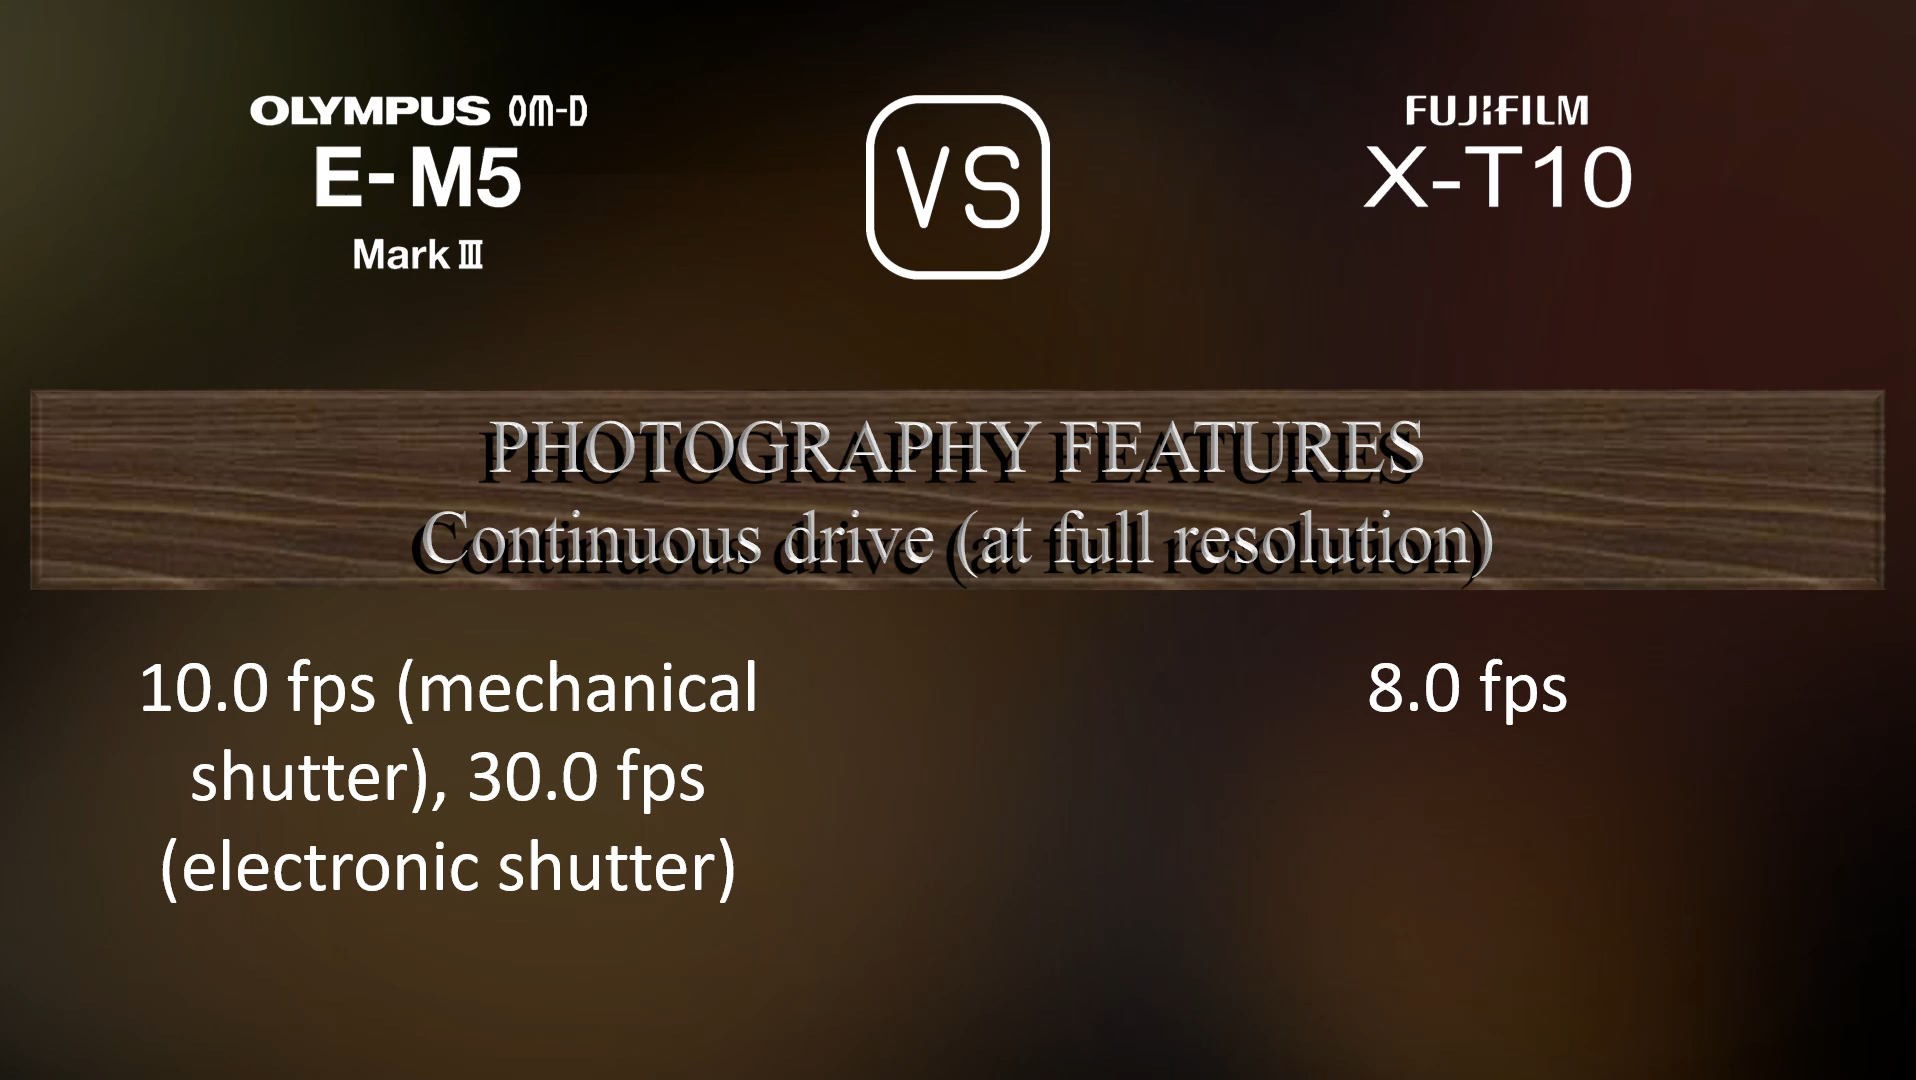 OLYMPUS OM-D
E-M5
Mark III
VS
FUJIFILM
X-T10
PHOTOGRAPHY FEATURES
Continuous drive (at full resolution)
10.0 fps (mechanical
shutter), 30.0 fps
(electronic shutter)
8.0 fps